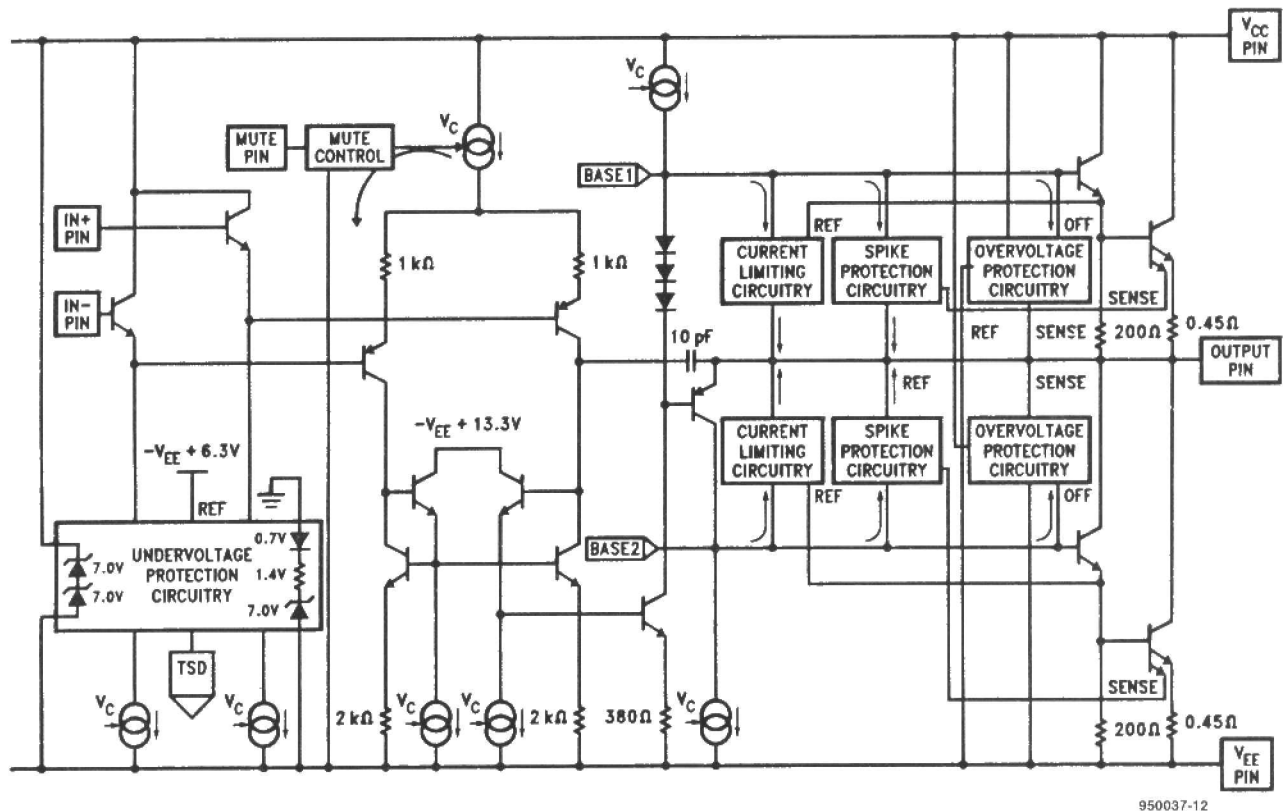 VCC
PIN
VC
VC
MUTE
PIN
MUTE
CONTROL
BASE1
IN+
PIN
IN-
PIN
1 kΩ
1 kΩ
REF
OFF
CURRENT
LIMITING
CIRCUITRY
SPIKE
PROTECTION
CIRCUITRY
OVERVOLTAGE
PROTECTION
CIRCUITRY
SENSE
10 pF
REF
SENSE
200Ω
0.45Ω
OUTPUT
PIN
REF
SENSE
-VEE + 6.3V
-VEE + 13.3V
CURRENT
LIMITING
CIRCUITRY
SPIKE
PROTECTION
CIRCUITRY
OVERVOLTAGE
PROTECTION
CIRCUITRY
REF
REF
OFF
UNDERVOLTAGE
PROTECTION
CIRCUITRY
7.0V
7.0V
0.7V
1.4V
7.0V
BASE2
TSD
VC
VC
2 kΩ
VC
VC
2 kΩ
380Ω
VC
SENSE
200Ω
0.45Ω
VEE
PIN
950037-12